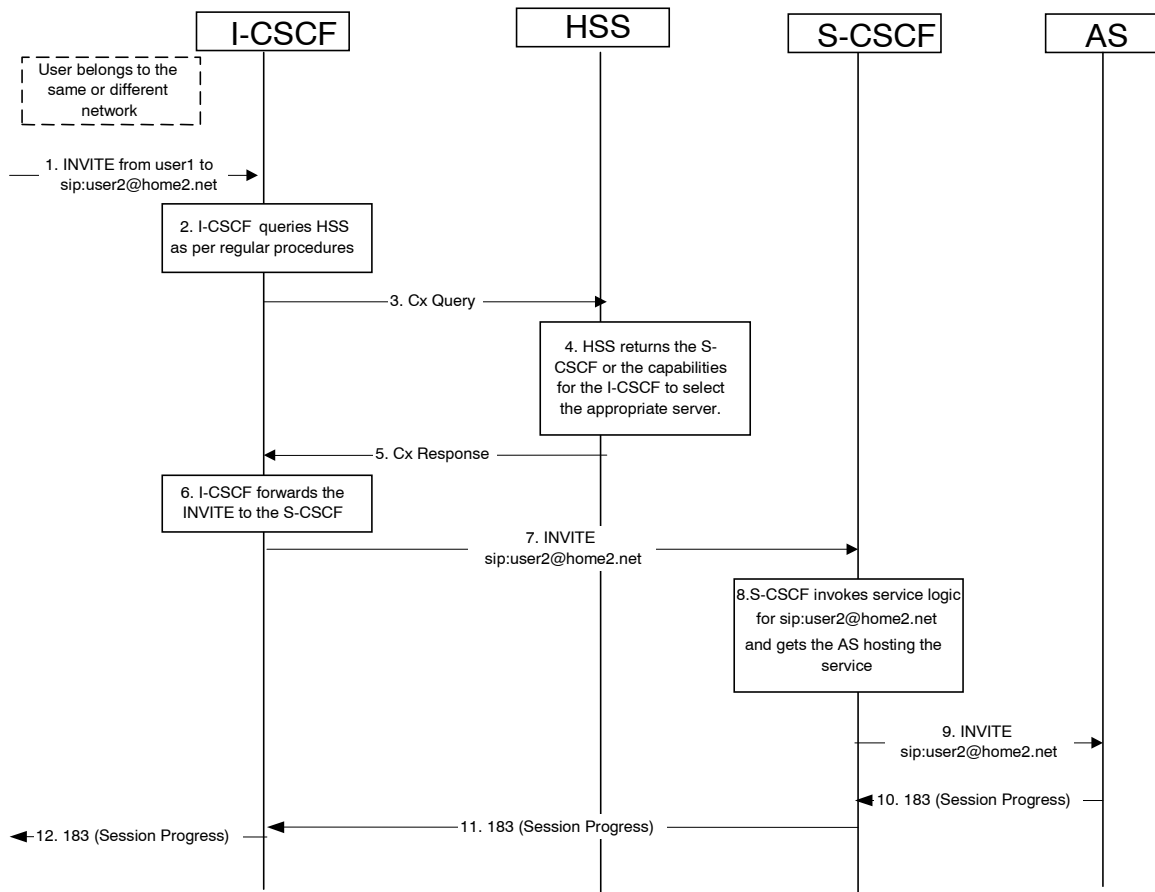 I-CSCF
HSS
S-CSCF
AS
User belongs to the
same or different
network
1. INVITE from user1 to
sip:user2@home2.net
2. I-CSCF queries HSS
as per regular procedures
3. Cx Query
4. HSS returns the S-
CSCF or the capabilities
for the I-CSCF to select
the appropriate server.
5. Cx Response
6. I-CSCF forwards the
INVITE to the S-CSCF
7. INVITE
sip:user2@home2.net
8.S-CSCF invokes service logic
for sip:user2@home2.net
and gets the AS hosting the
service
9. INVITE
sip:user2@home2.net
10. 183 (Session Progress)
11. 183 (Session Progress)
12. 183 (Session Progress)